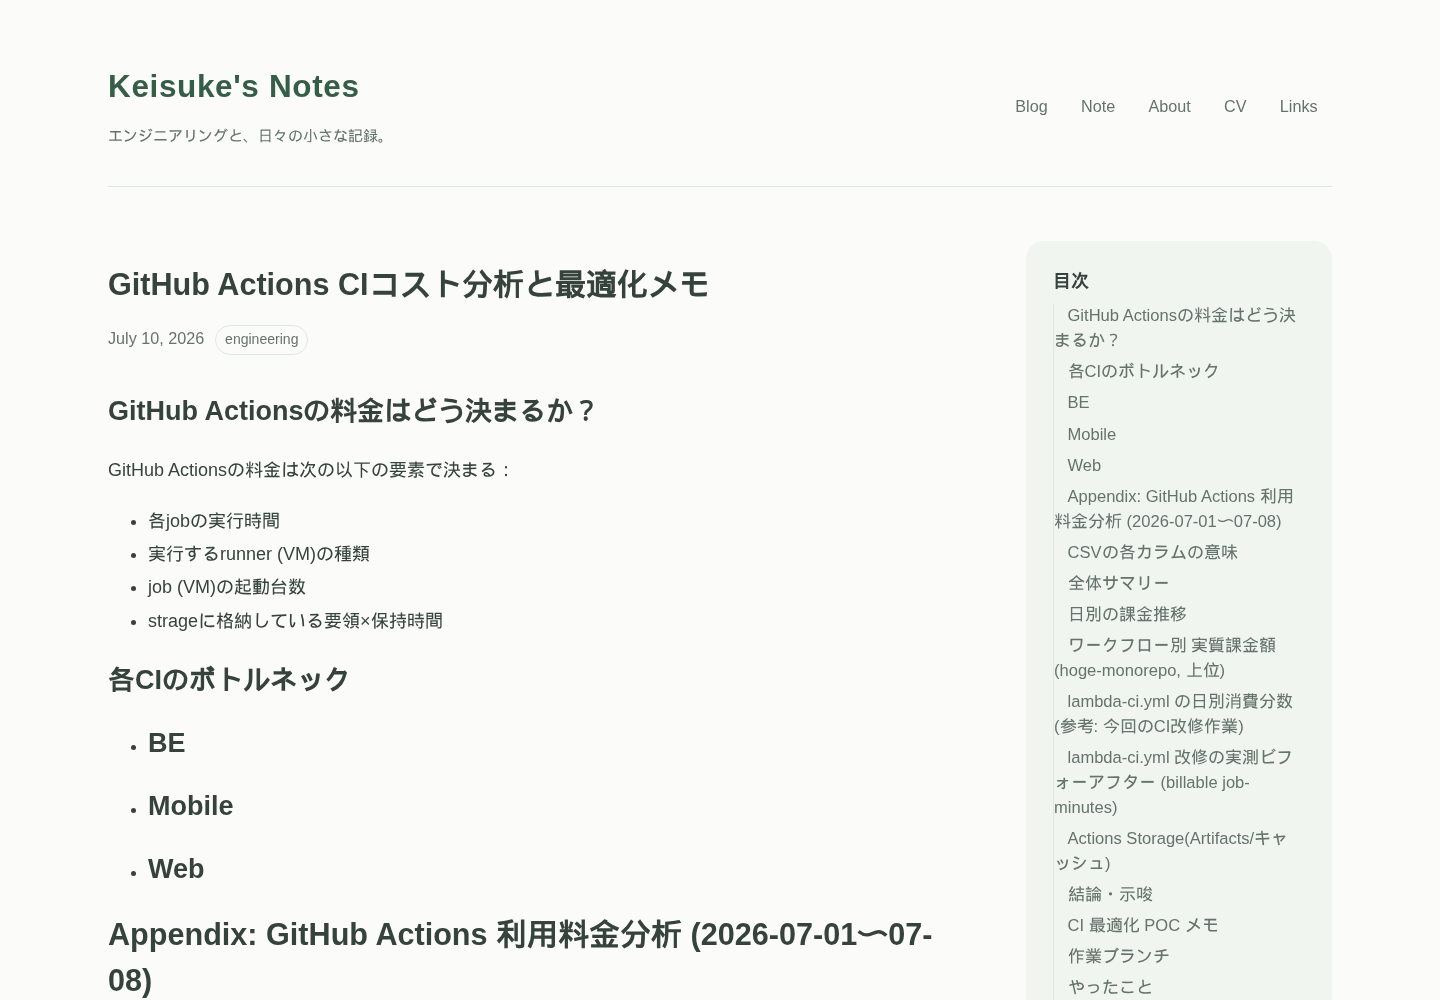 Keisuke's Notes
エンジニアリングと、日々の小さな記録。
Blog
Note
About
CV
Links
GitHub Actions CIコスト分析と最適化メモ
July 10, 2026
engineering
GitHub Actionsの料金はどう決まるか？
GitHub Actionsの料金は次の以下の要素で決まる：
各jobの実行時間
実行するrunner (VM)の種類
job (VM)の起動台数
strageに格納している要領×保持時間
各CIのボトルネック
BE
Mobile
Web
Appendix: GitHub Actions 利用料金分析 (2026-07-01〜07-
08)
目次
GitHub Actionsの料金はどう決
まるか？
各CIのボトルネック
BE
Mobile
Web
Appendix: GitHub Actions 利用
料金分析 (2026-07-01〜07-08)
CSVの各カラムの意味
全体サマリー
日別の課金推移
ワークフロー別 実質課金額
(hoge-monorepo, 上位)
lambda-ci.yml の日別消費分数
(参考: 今回のCI改修作業)
lambda-ci.yml 改修の実測ビフ
ォーアフター (billable job-
minutes)
Actions Storage(Artifacts/キャ
ッシュ)
結論・示唆
CI 最適化 POC メモ
作業ブランチ
やったこと